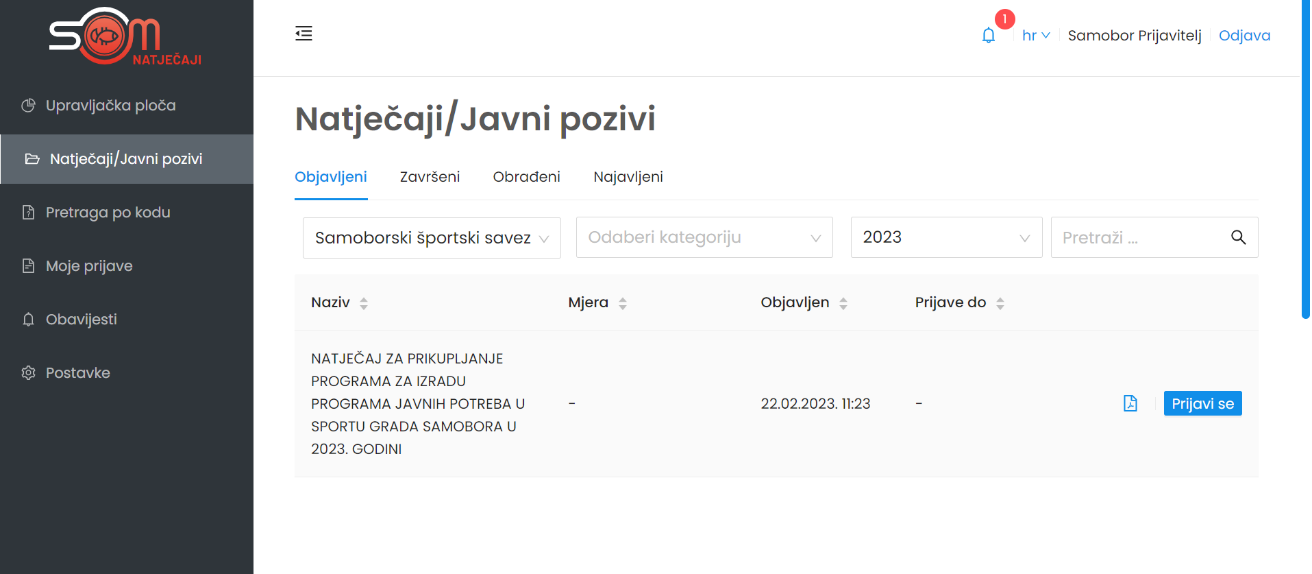 SOM
NATJEČAJI
1
hr
Samobor Prijavitelj
Odjava
Upravljačka ploča
Natječaji/Javni pozivi
Pretraga po kodu
Moje prijave
Obavijesti
Postavke
Natječaji/Javni pozivi
Objavljeni
Završeni
Obrađeni
Najavljeni
Samoborski športski savez
Odaberi kategoriju
2023
Pretraži ...
Naziv
Mjera
Objavljen
Prijave do
NATJEČAJ ZA PRIKUPLJANJE
PROGRAMA ZA IZRADU
PROGRAMA JAVNIH POTREBA U
SPORTU GRADA SAMOBORA U
2023. GODINI
-
22.02.2023. 11:23
-
Prijavi se